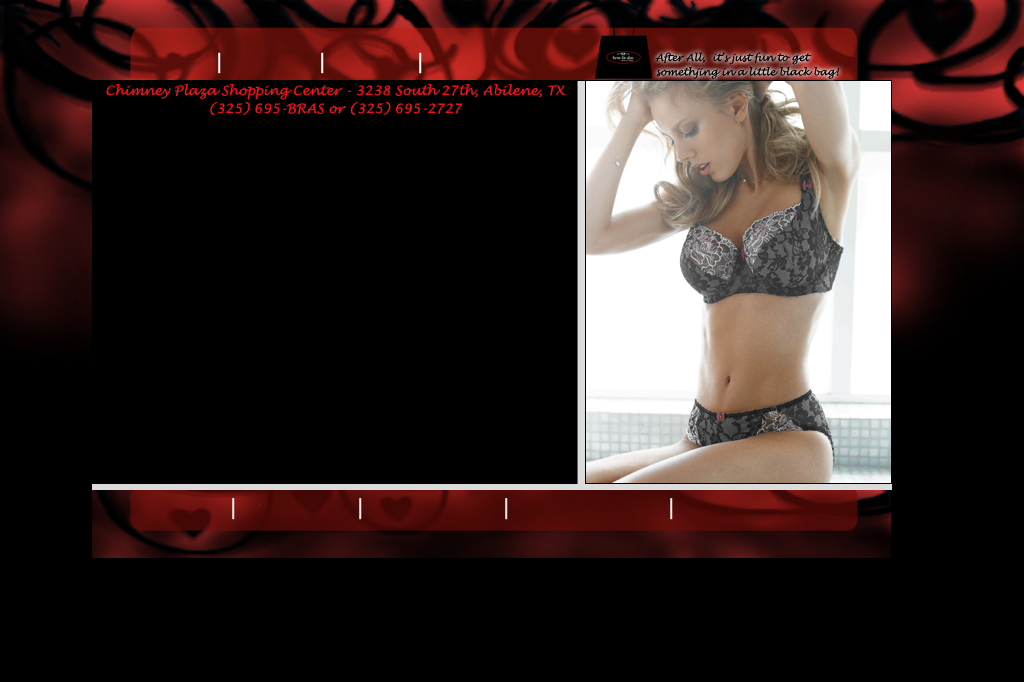 After All, it's just fun to get
something in a little black bag!
Chimney Plaza Shopping Center - 3238 South 27th, Abilene, TX
(325) 695-BRAS or (325) 695-2727